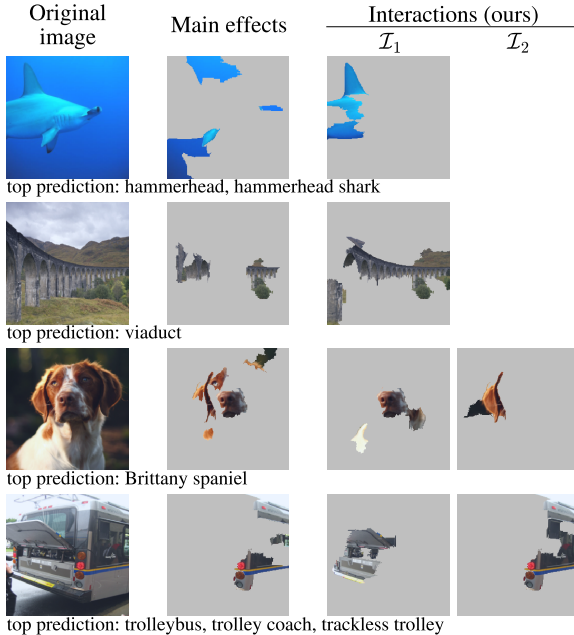 Original image
Main effects
Interactions (ours)
I₁
I₂
top prediction: hammerhead, hammerhead shark
top prediction: viaduct
top prediction: Brittany spaniel
top prediction: trolleybus, trolley coach, trackless trolley